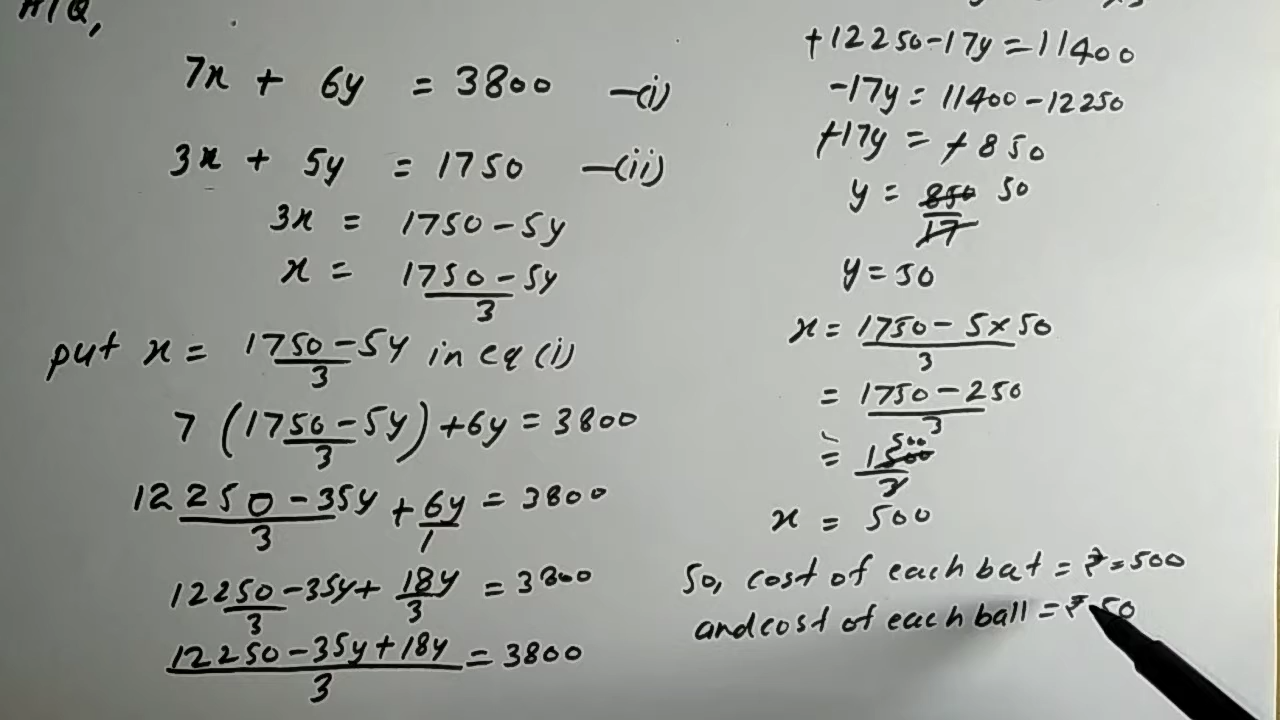 A/Q,
7x + 6y = 3800 —(i)
3x + 5y = 1750 —(ii)
3x = 1750 - 5y
x = 1750 - 5y
3
put x = 1750 - 5y in eq (i)
3
7 (1750 - 5y) + 6y = 3800
3
12250 - 35y + 6y = 3800
3 1
12250 - 35y + 18y = 3800
3 3
12250 - 35y + 18y = 3800
3
+12250 - 17y = 11400
-17y = 11400 - 12250
+17y = +850
y = 850 50
17
y = 50
x = 1750 - 5 × 50
3
= 1750 - 250
3
500
= 1500
3
x = 500
So, cost of each bat = ₹ = 500
and cost of each ball = ₹ 50